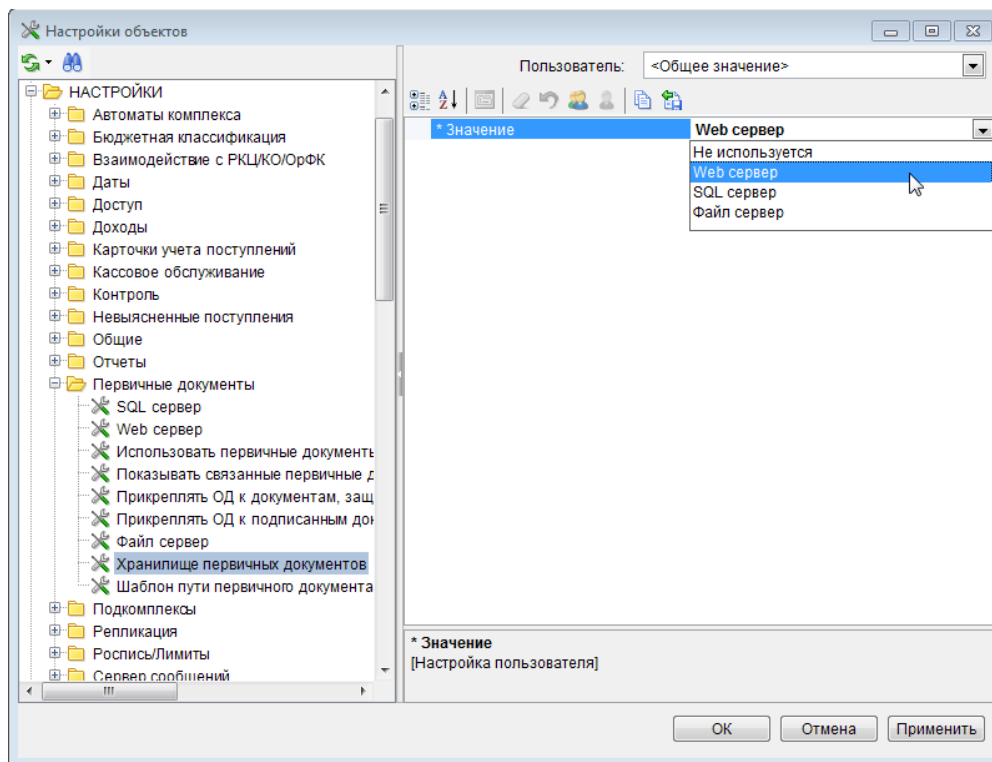 Настройки объектов
Пользователь: <Общее значение>
НАСТРОЙКИ
Автоматы комплекса
Бюджетная классификация
Взаимодействие с РКЦ/КО/ОрФК
Даты
Доступ
Доходы
Карточки учета поступлений
Кассовое обслуживание
Контроль
Невыясненные поступления
Общие
Отчеты
Первичные документы
SQL сервер
Web сервер
Использовать первичные документь
Показывать связанные первичные д
Прикреплять ОД к документам, защ
Прикреплять ОД к подписанным док
Файл сервер
Хранилище первичных документов
Шаблон пути первичного документа
Подкомплексы
Репликация
Роспись/Лимиты
Сервер сообщений
* Значение Web сервер
Не используется
Web сервер
SQL сервер
Файл сервер
* Значение
[Настройка пользователя]
ОК Отмена Применить